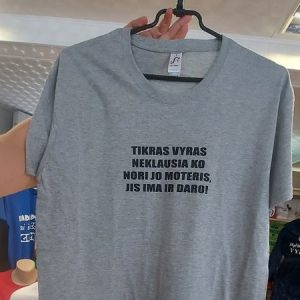 TIKRAS VYRAS
NEKLAUSIA KO
NORI JO MOTERIS,
JIS IMA IR DARO!